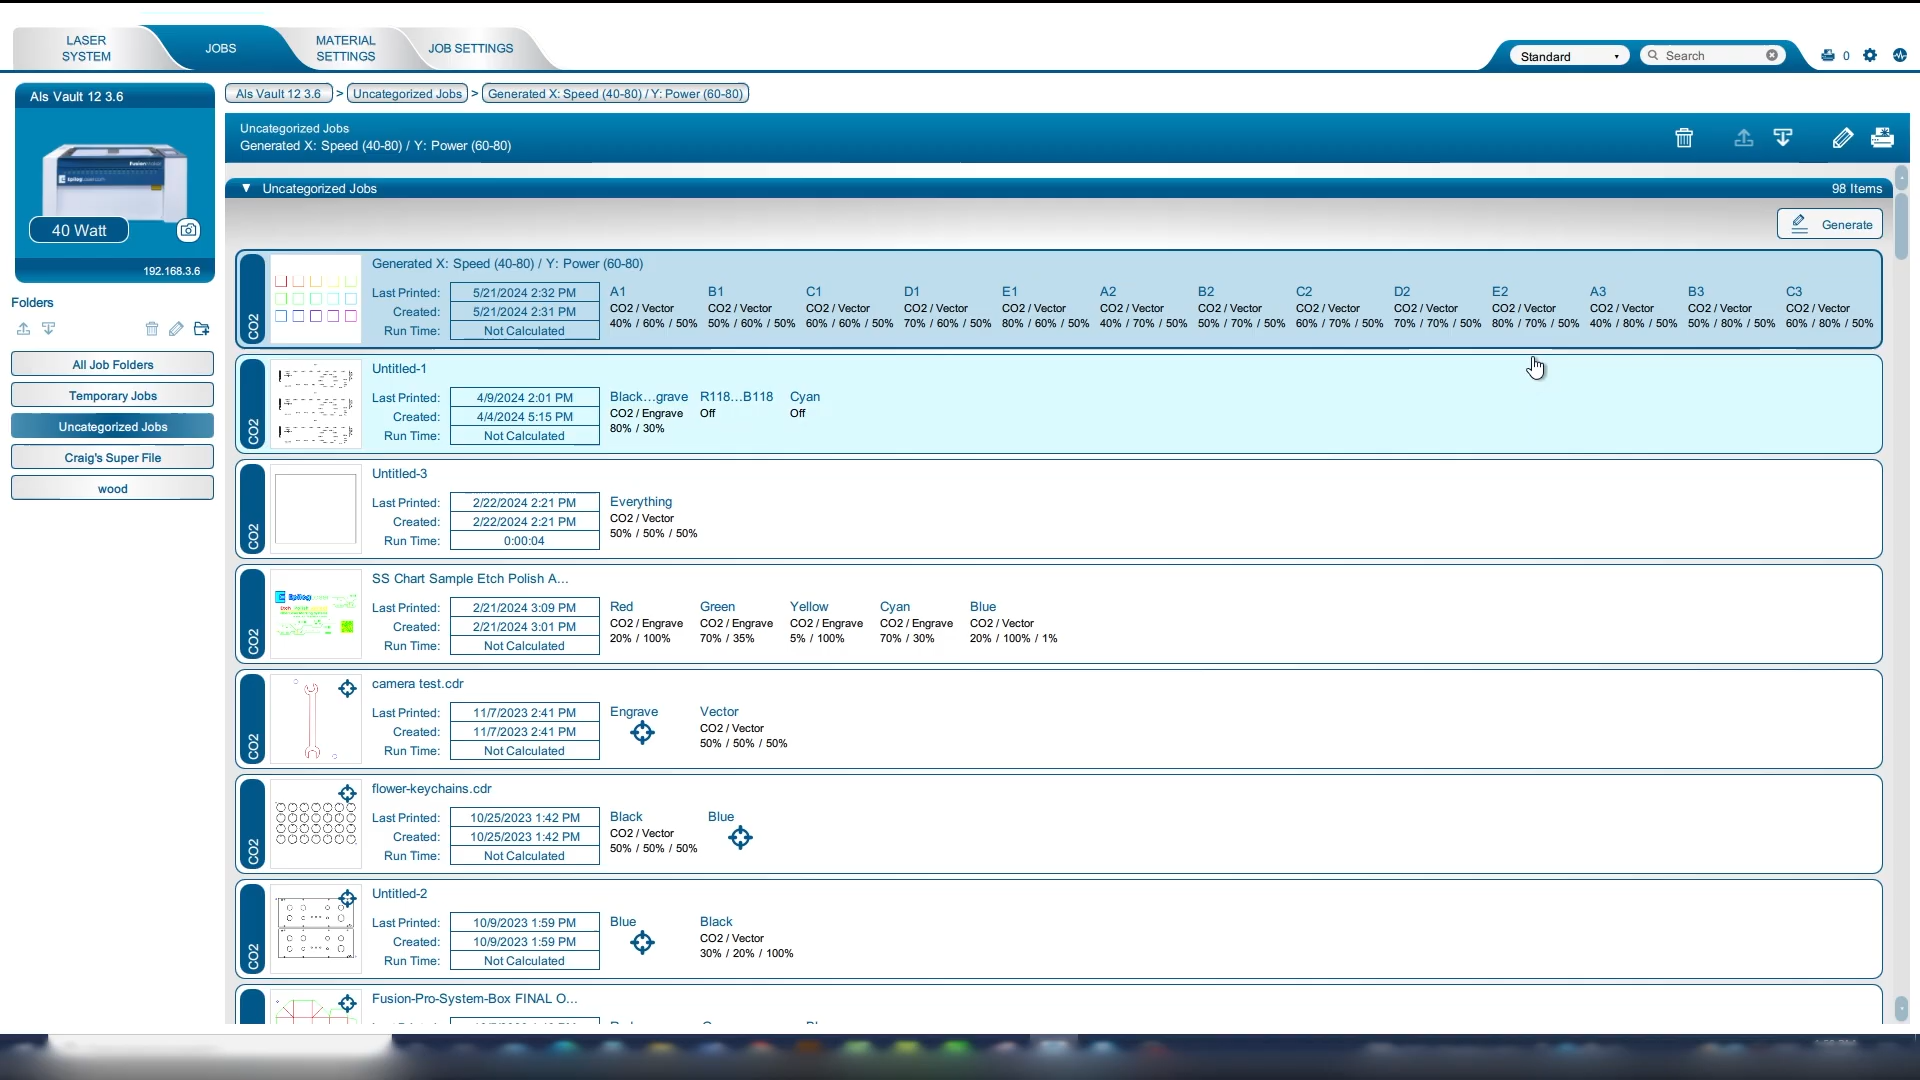 LASER
SYSTEM
JOBS
MATERIAL
SETTINGS
JOB SETTINGS
Standard
Search
0
Als Vault 12 3.6
Als Vault 12 3.6 > Uncategorized Jobs > Generated X: Speed (40-80) / Y: Power (60-80)
Uncategorized Jobs
Generated X: Speed (40-80) / Y: Power (60-80)
40 Watt
192.168.3.6
Folders
All Job Folders
Temporary Jobs
Uncategorized Jobs
Craig's Super File
wood
Uncategorized Jobs 98 Items
Generate
CO2
Generated X: Speed (40-80) / Y: Power (60-80)
Last Printed: 5/21/2024 2:32 PM
Created: 5/21/2024 2:31 PM
Run Time: Not Calculated
A1 B1 C1 D1 E1 A2 B2 C2 D2 E2 A3 B3 C3
CO2 / Vector CO2 / Vector CO2 / Vector CO2 / Vector CO2 / Vector CO2 / Vector CO2 / Vector CO2 / Vector CO2 / Vector CO2 / Vector CO2 / Vector CO2 / Vector CO2 / Vector
40% / 60% / 50% 50% / 60% / 50% 60% / 60% / 50% 70% / 60% / 50% 80% / 60% / 50% 40% / 70% / 50% 50% / 70% / 50% 60% / 70% / 50% 70% / 70% / 50% 80% / 70% / 50% 40% / 80% / 50% 50% / 80% / 50% 60% / 80% / 50%
CO2
Untitled-1
Last Printed: 4/9/2024 2:01 PM
Created: 4/4/2024 5:15 PM
Run Time: Not Calculated
Black...grave R118...B118 Cyan
CO2 / Engrave Off Off
80% / 30%
CO2
Untitled-3
Last Printed: 2/22/2024 2:21 PM
Created: 2/22/2024 2:21 PM
Run Time: 0:00:04
Everything
CO2 / Vector
50% / 50% / 50%
CO2
SS Chart Sample Etch Polish A...
Last Printed: 2/21/2024 3:09 PM
Created: 2/21/2024 3:01 PM
Run Time: Not Calculated
Red Green Yellow Cyan Blue
CO2 / Engrave CO2 / Engrave CO2 / Engrave CO2 / Engrave CO2 / Vector
20% / 100% 70% / 35% 5% / 100% 70% / 30% 20% / 100% / 1%
CO2
camera test.cdr
Last Printed: 11/7/2023 2:41 PM
Created: 11/7/2023 2:41 PM
Run Time: Not Calculated
Engrave Vector
CO2 / Vector
50% / 50% / 50%
CO2
flower-keychains.cdr
Last Printed: 10/25/2023 1:42 PM
Created: 10/25/2023 1:42 PM
Run Time: Not Calculated
Black Blue
CO2 / Vector
50% / 50% / 50%
CO2
Untitled-2
Last Printed: 10/9/2023 1:59 PM
Created: 10/9/2023 1:59 PM
Run Time: Not Calculated
Blue Black
CO2 / Vector
30% / 20% / 100%
Fusion-Pro-System-Box FINAL O...